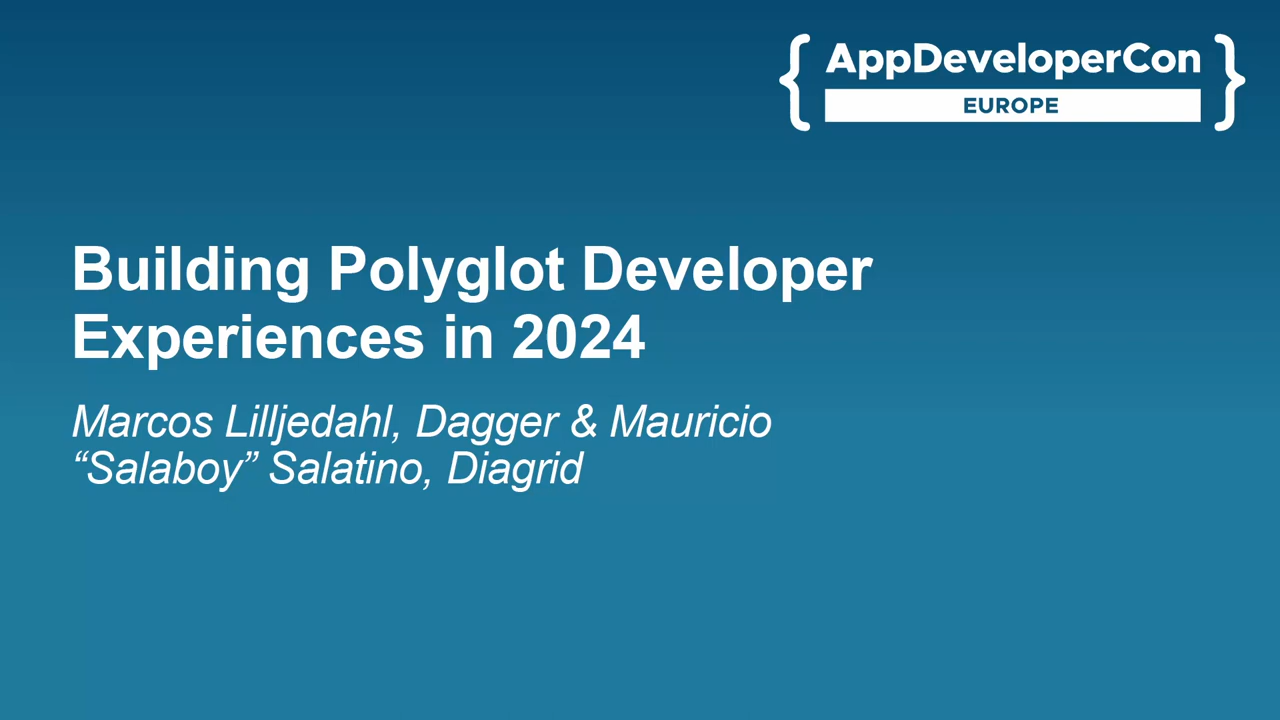 { AppDeveloperCon }
EUROPE
Building Polyglot Developer
Experiences in 2024
Marcos Lilljedahl, Dagger & Mauricio
“Salaboy” Salatino, Diagrid